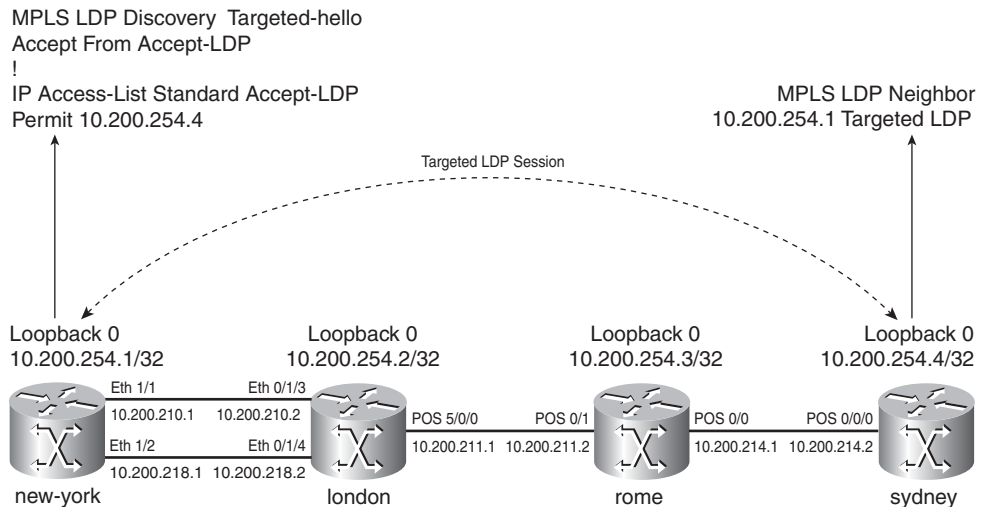 MPLS LDP Discovery Targeted-hello
Accept From Accept-LDP
!
IP Access-List Standard Accept-LDP
Permit 10.200.254.4
MPLS LDP Neighbor
10.200.254.1 Targeted LDP
Targeted LDP Session
Loopback 0
10.200.254.1/32
Loopback 0
10.200.254.2/32
Loopback 0
10.200.254.3/32
Loopback 0
10.200.254.4/32
Eth 1/1
Eth 0/1/3
10.200.210.1
10.200.210.2
Eth 1/2
Eth 0/1/4
10.200.218.1
10.200.218.2
POS 5/0/0
POS 0/1
10.200.211.1
10.200.211.2
POS 0/0
POS 0/0/0
10.200.214.1
10.200.214.2
new-york
london
rome
sydney